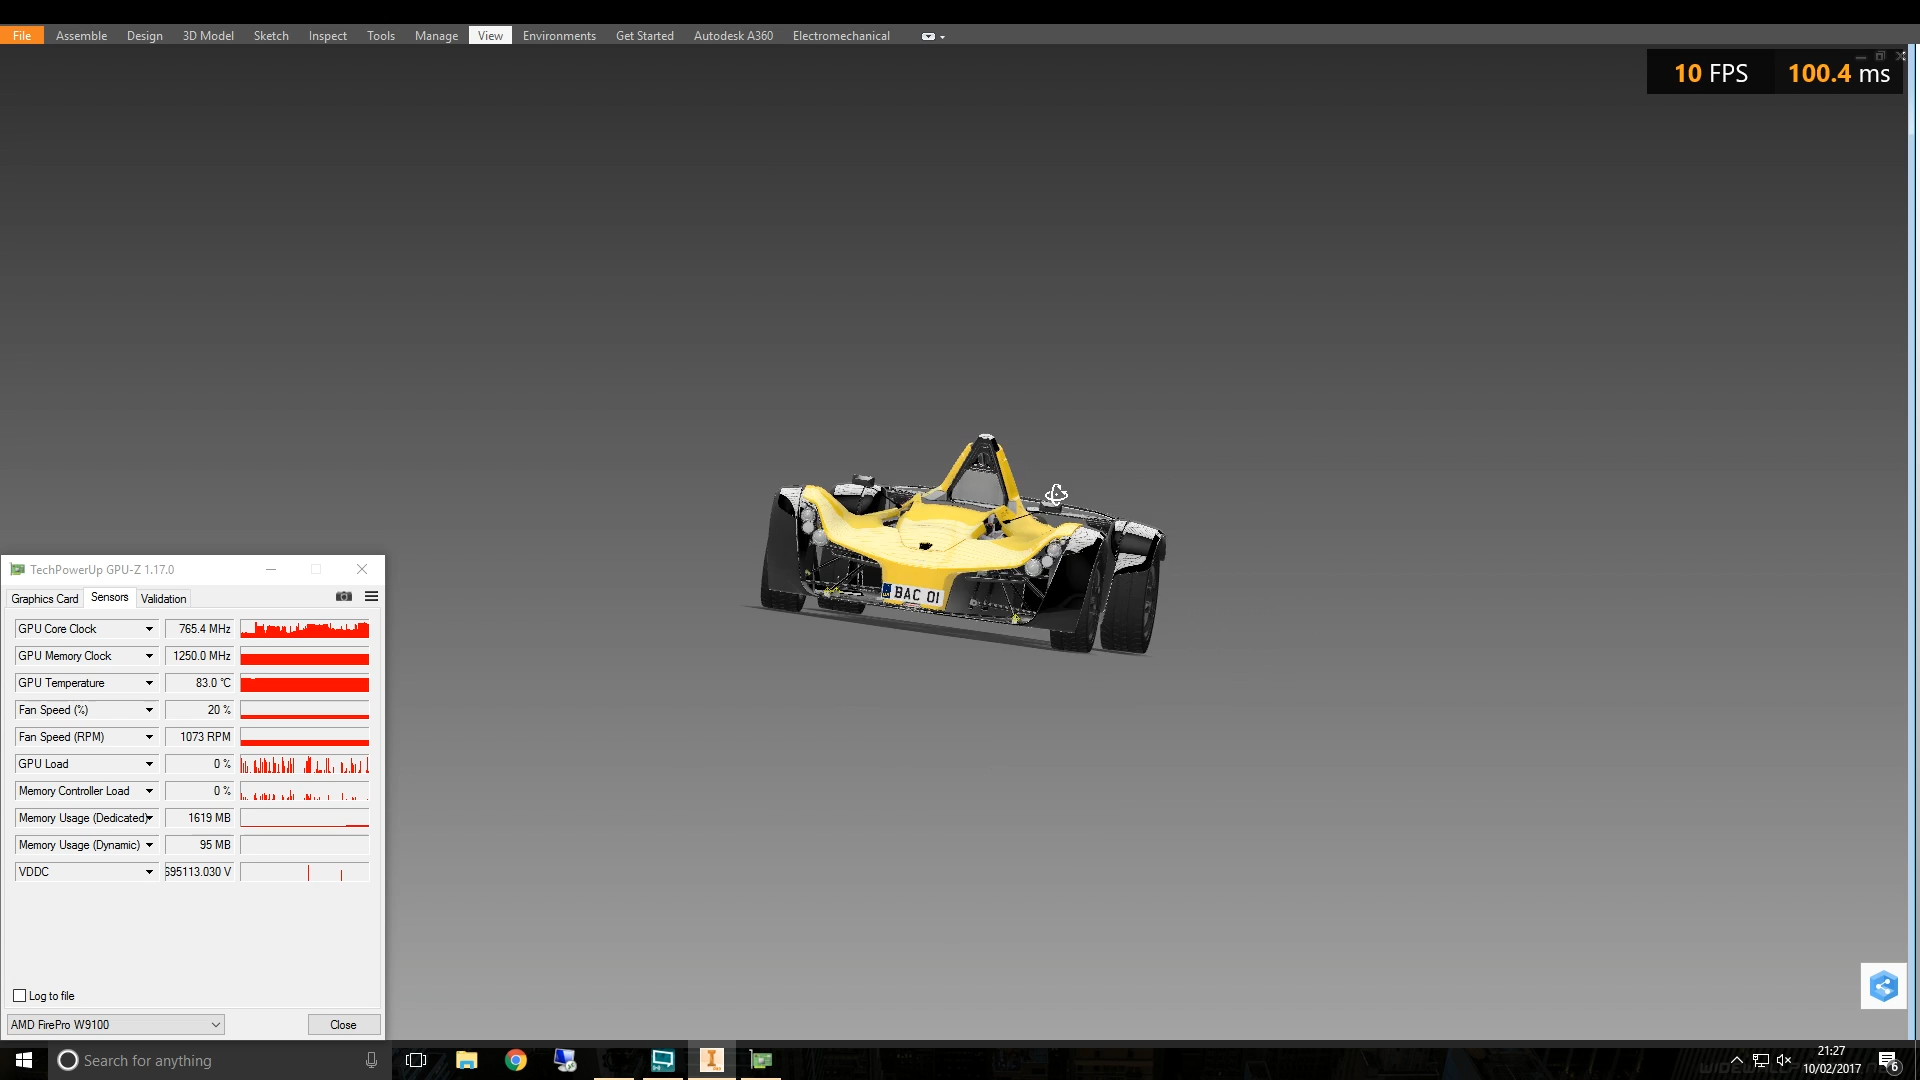 File Assemble Design 3D Model Sketch Inspect Tools Manage View Environments Get Started Autodesk A360 Electromechanical
10 FPS 100.4 ms
BAC 01
TechPowerUp GPU-Z 1.17.0
Graphics Card Sensors Validation
GPU Core Clock 765.4 MHz
GPU Memory Clock 1250.0 MHz
GPU Temperature 83.0 °C
Fan Speed (%) 20 %
Fan Speed (RPM) 1073 RPM
GPU Load 0 %
Memory Controller Load 0 %
Memory Usage (Dedicated) 1619 MB
Memory Usage (Dynamic) 95 MB
VDDC 695113.030 V
Log to file
AMD FirePro W9100 Close
Search for anything
21:27
10/02/2017
6